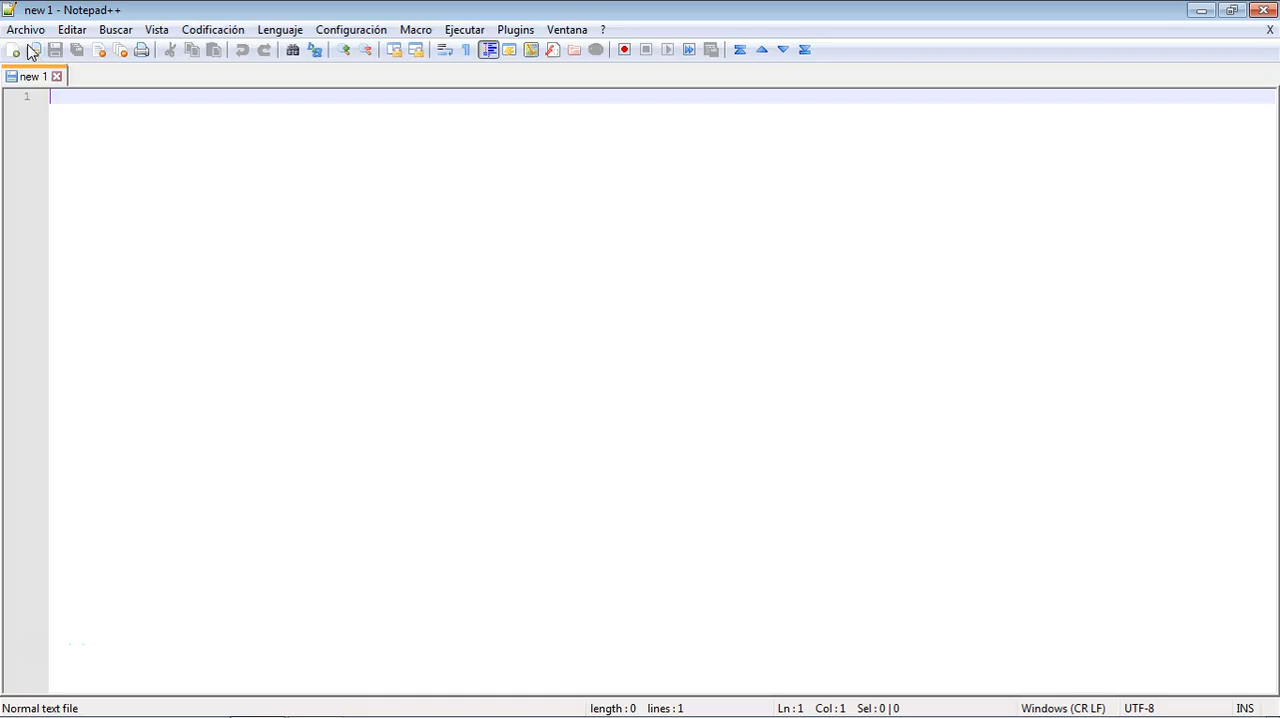 new 1 - Notepad++
Archivo Editar Buscar Vista Codificación Lenguaje Configuración Macro Ejecutar Plugins Ventana ? X
new 1
1
Normal text file length : 0 lines : 1 Ln : 1 Col : 1 Sel : 0 | 0 Windows (CR LF) UTF-8 INS